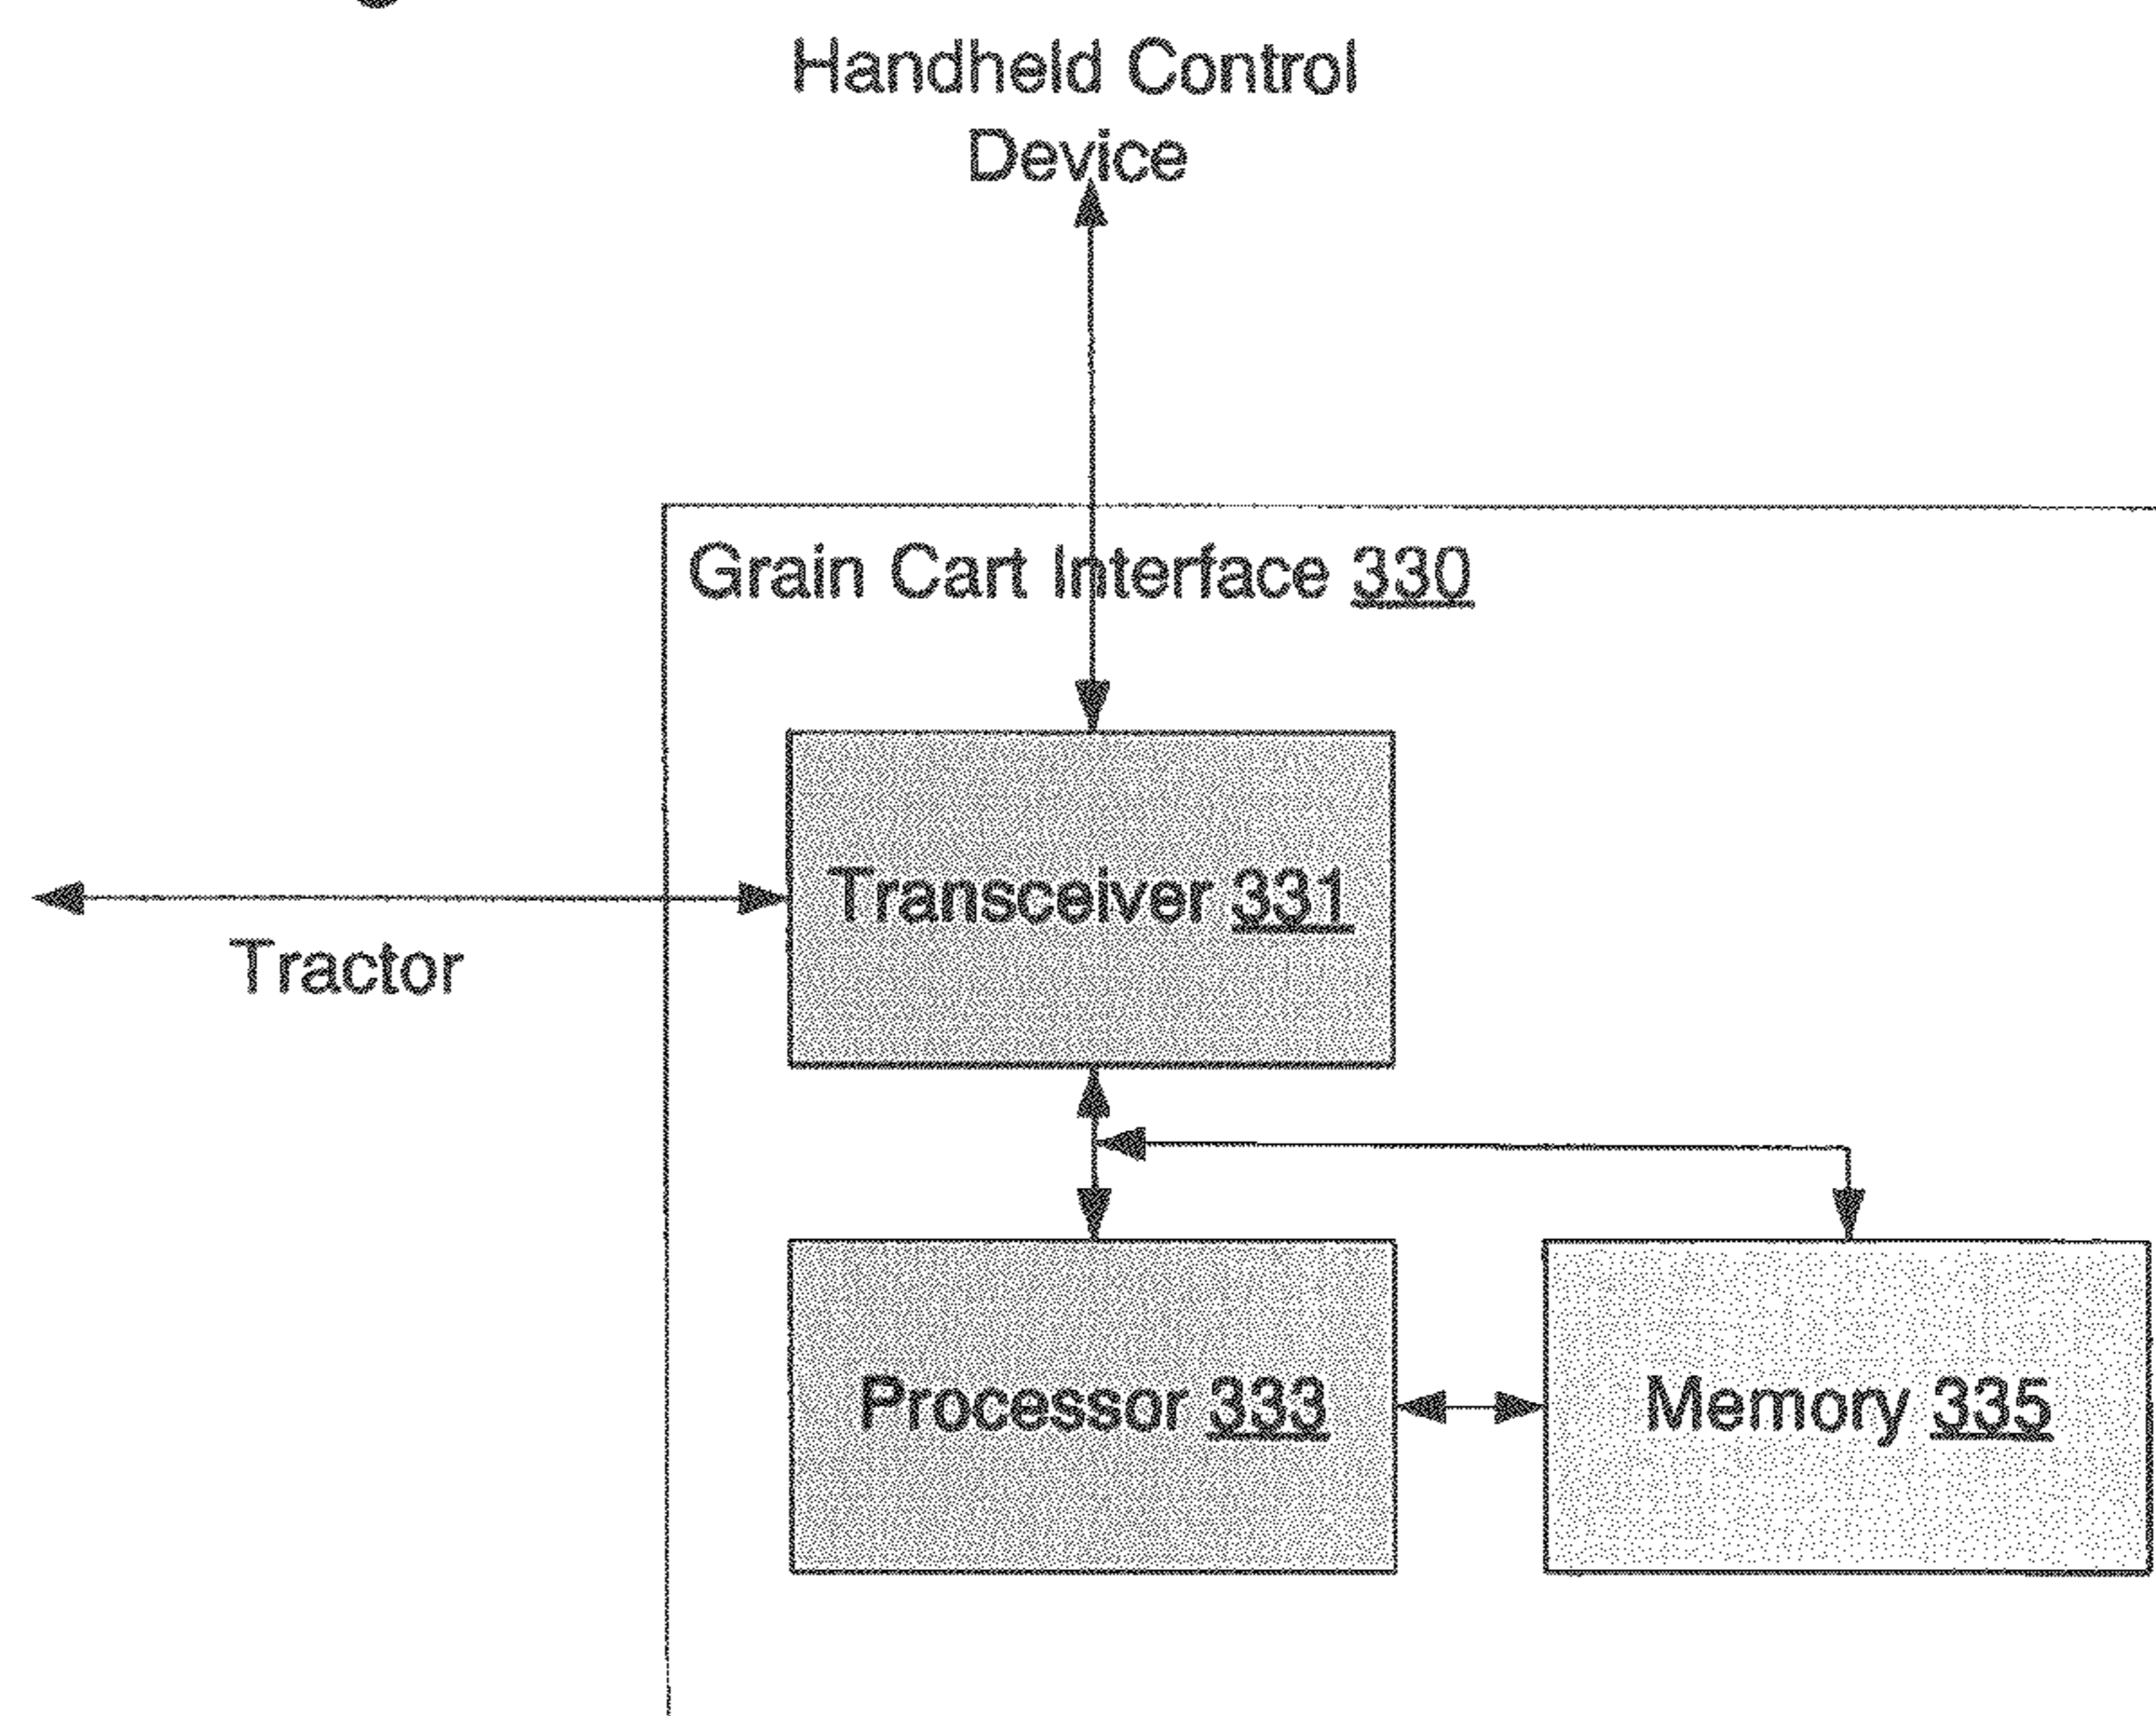 Handheld Control
Device
Grain Cart Interface 330
Transceiver 331
Tractor
Processor 333
Memory 335